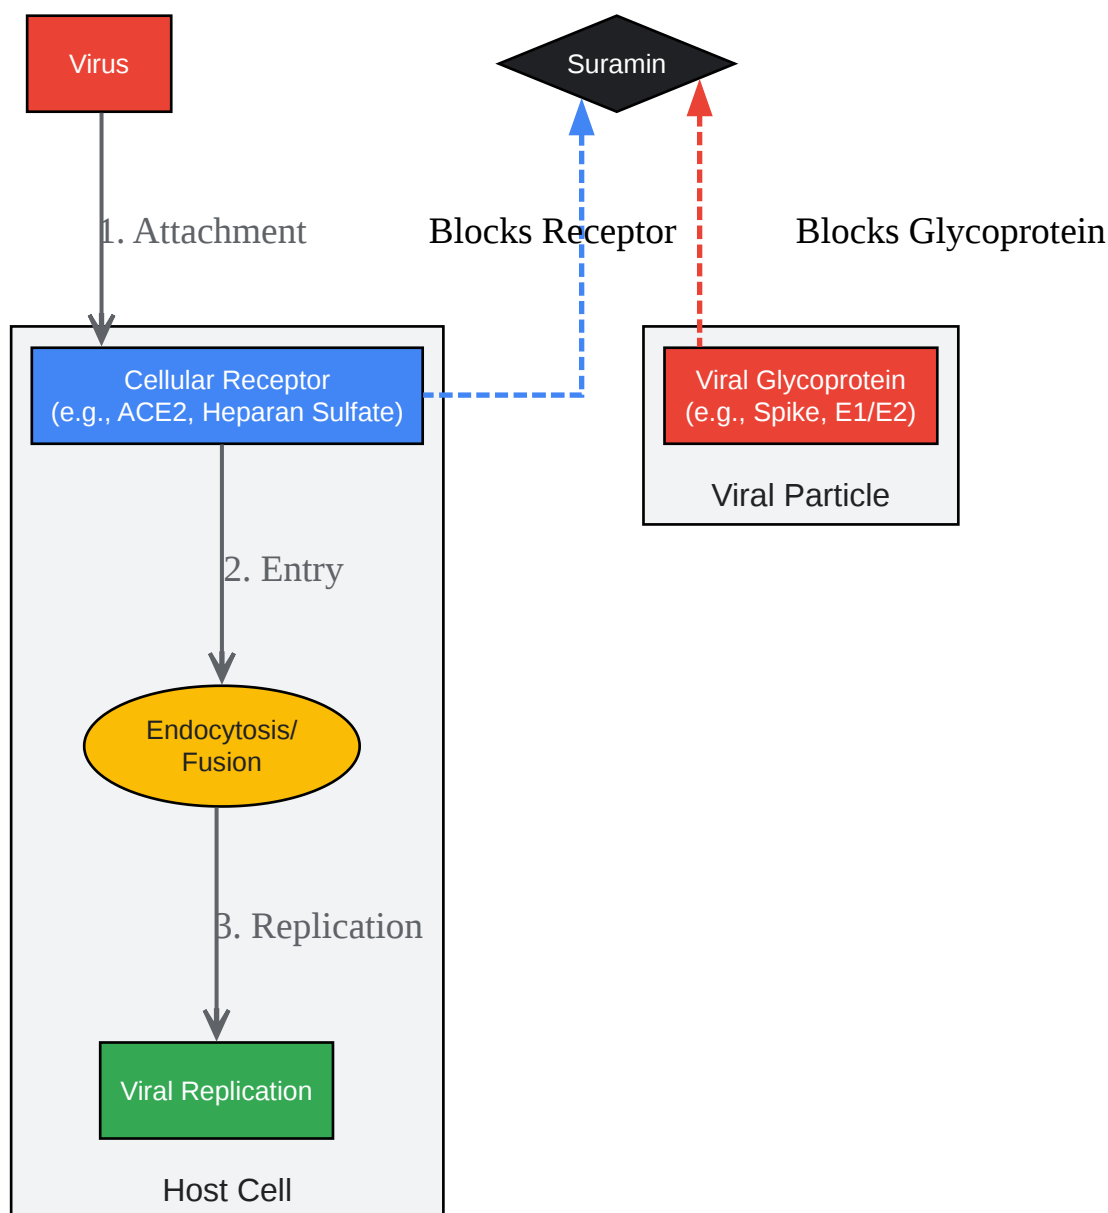 Virus
Suramin
1. Attachment
Blocks Receptor
Blocks Glycoprotein
Cellular Receptor
(e.g., ACE2, Heparan Sulfate)
Viral Glycoprotein
(e.g., Spike, E1/E2)
Viral Particle
2. Entry
Endocytosis/
Fusion
3. Replication
Viral Replication
Host Cell